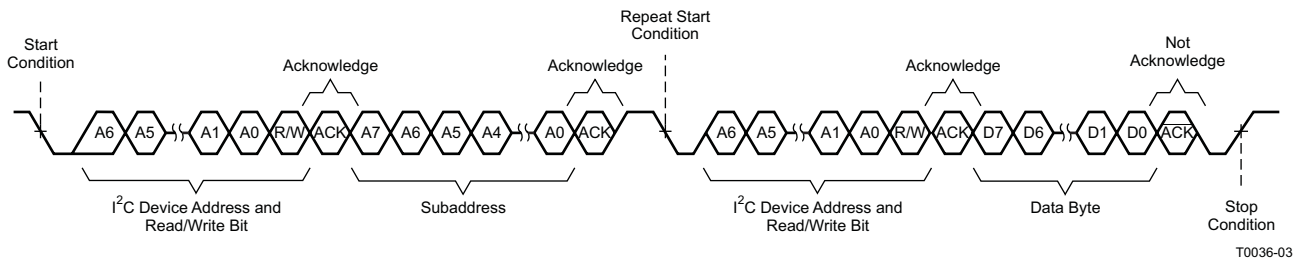 Repeat Start
Condition
Start
Condition
Not
Acknowledge
Acknowledge
Acknowledge
Acknowledge
A6 A5 A1 A0 R/W ACK A7 A6 A5 A4 A0 ACK A6 A5 A1 A0 R/W ACK D7 D6 D1 D0 ACK
I²C Device Address and
Read/Write Bit
Subaddress
I²C Device Address and
Read/Write Bit
Data Byte
Stop
Condition
T0036-03